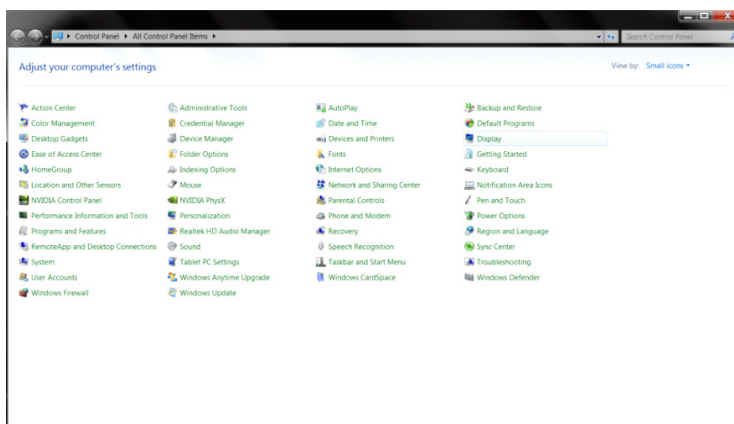 Control Panel ▸ All Control Panel Items ▸
Search Control Panel
Adjust your computer's settings
View by: Small icons
Action Center
Administrative Tools
AutoPlay
Backup and Restore
Color Management
Credential Manager
Date and Time
Default Programs
Desktop Gadgets
Device Manager
Devices and Printers
Display
Ease of Access Center
Folder Options
Fonts
Getting Started
HomeGroup
Indexing Options
Internet Options
Keyboard
Location and Other Sensors
Mouse
Network and Sharing Center
Notification Area Icons
NVIDIA Control Panel
NVIDIA PhysX
Parental Controls
Pen and Touch
Performance Information and Tools
Personalization
Phone and Modem
Power Options
Programs and Features
Realtek HD Audio Manager
Recovery
Region and Language
RemoteApp and Desktop Connections
Sound
Speech Recognition
Sync Center
System
Tablet PC Settings
Taskbar and Start Menu
Troubleshooting
User Accounts
Windows Anytime Upgrade
Windows CardSpace
Windows Defender
Windows Firewall
Windows Update